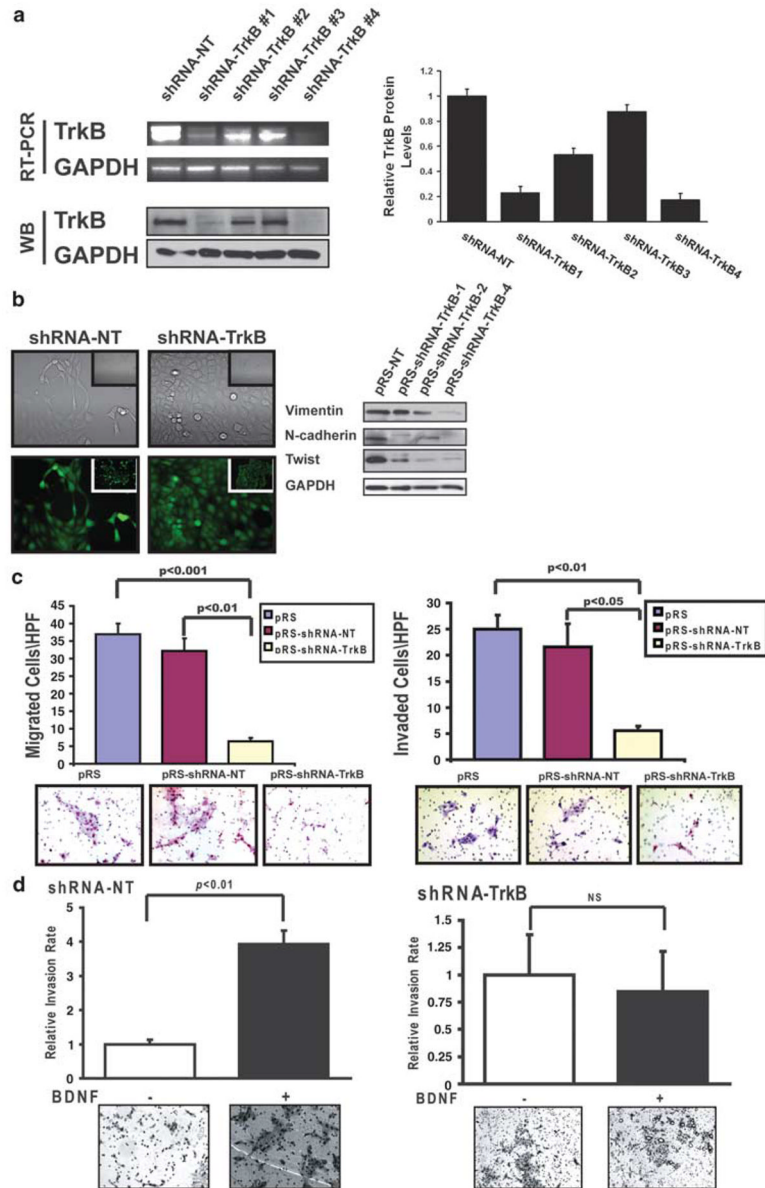 a
shRNA-NT
shRNA-TrkB #1
shRNA-TrkB #2
shRNA-TrkB #3
shRNA-TrkB #4
RT-PCR
TrkB
GAPDH
WB
TrkB
GAPDH
Relative TrkB Protein
Levels
1.2
1
0.8
0.6
0.4
0.2
0
shRNA-NT
shRNA-TrkB1
shRNA-TrkB2
shRNA-TrkB3
shRNA-TrkB4
b
shRNA-NT
shRNA-TrkB
pRS-NT
pRS-shRNA-TrkB-1
pRS-shRNA-TrkB-2
pRS-shRNA-TrkB-4
Vimentin
N-cadherin
Twist
GAPDH
c
p<0.001
p<0.01
pRS
pRS-shRNA-NT
pRS-shRNA-TrkB
Migrated Cells\HPF
45
40
35
30
25
20
15
10
5
0
pRS
pRS-shRNA-NT
pRS-shRNA-TrkB
p<0.01
p<0.05
pRS
pRS-shRNA-NT
pRS-shRNA-TrkB
Invaded Cells\HPF
30
25
20
15
10
5
0
pRS
pRS-shRNA-NT
pRS-shRNA-TrkB
d
shRNA-NT
p<0.01
Relative Invasion Rate
5
4
3
2
1
0
BDNF - +
shRNA-TrkB
NS
Relative Invasion Rate
1.5
1.25
1
0.75
0.5
0.25
0
BDNF - +